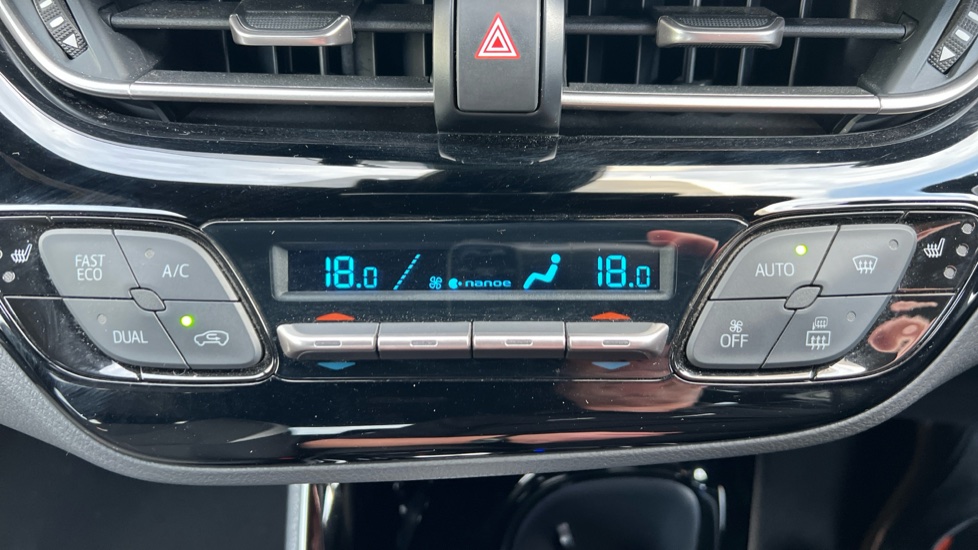 FAST
ECO
A/C
DUAL
18.0
nanoe
18.0
AUTO
OFF